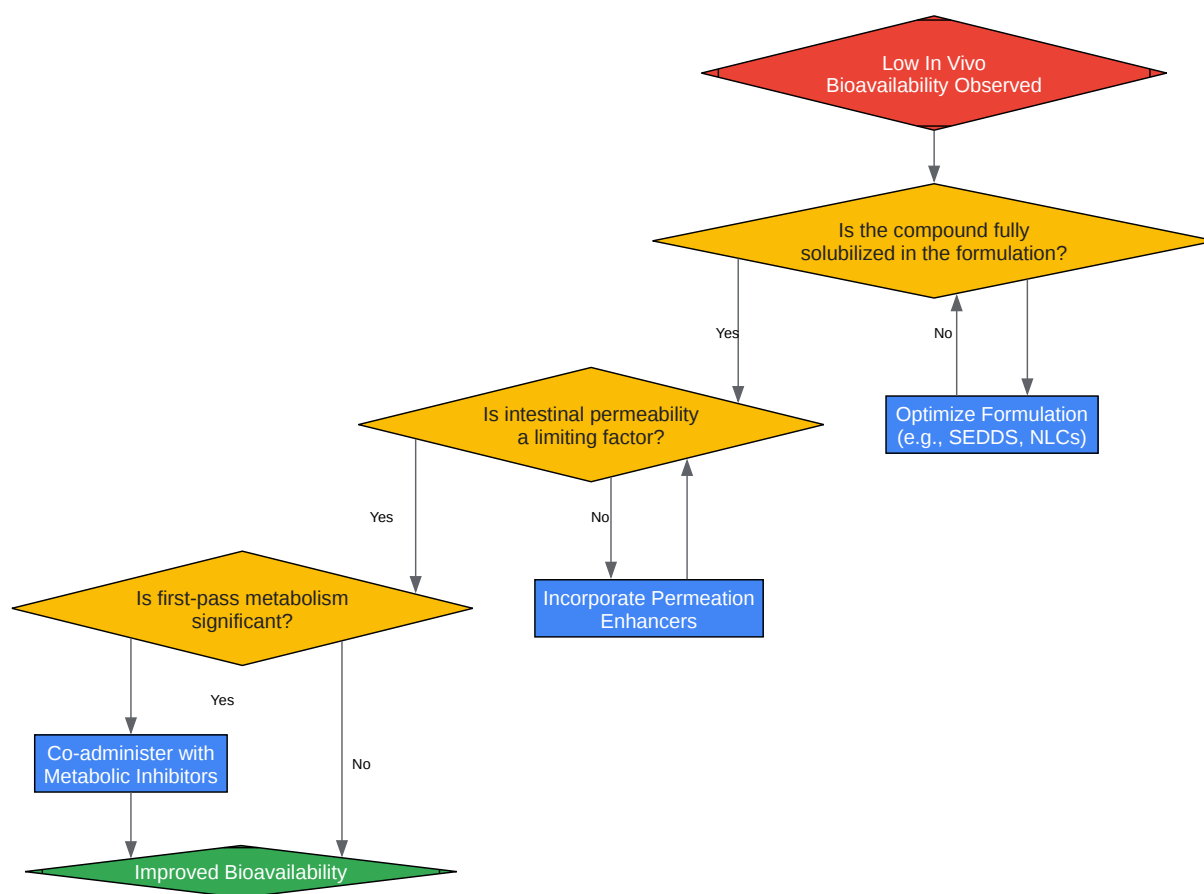 Low In Vivo
Bioavailability Observed
Is the compound fully
solubilized in the formulation?
Yes
No
Optimize Formulation
(e.g., SEDDS, NLCs)
Is intestinal permeability
a limiting factor?
Yes
No
Incorporate Permeation
Enhancers
Is first-pass metabolism
significant?
Yes
Co-administer with
Metabolic Inhibitors
No
Improved Bioavailability